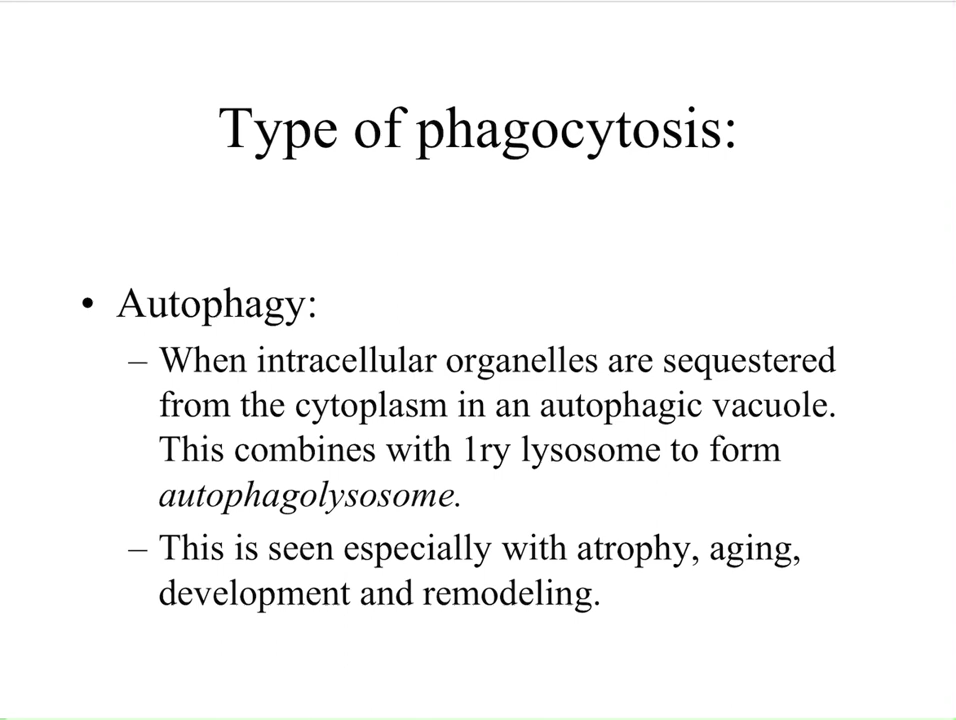 Type of phagocytosis:
• Autophagy:
– When intracellular organelles are sequestered
from the cytoplasm in an autophagic vacuole.
This combines with 1ry lysosome to form
autophagolysosome.
– This is seen especially with atrophy, aging,
development and remodeling.